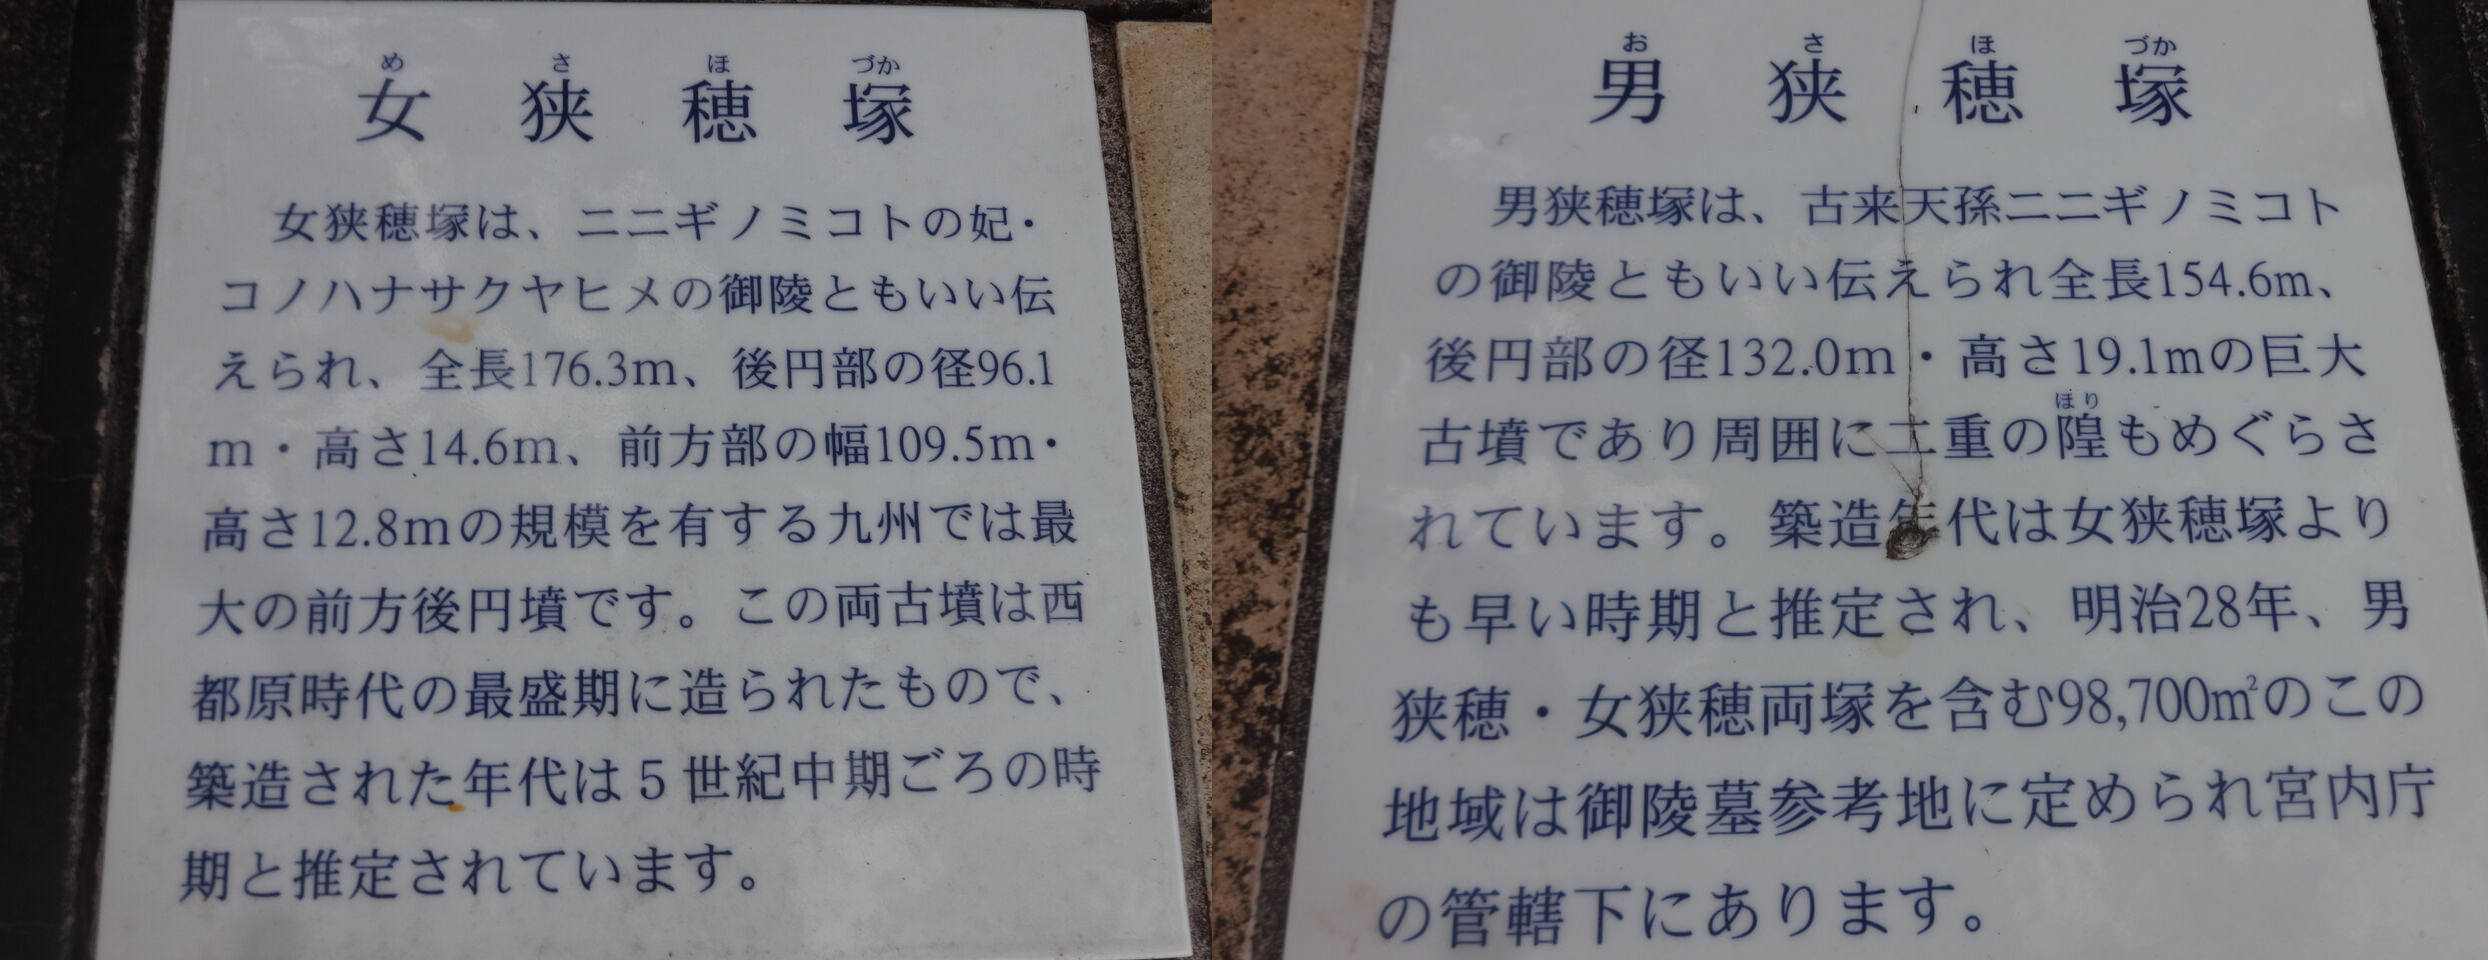 めさほづか
女狭穂塚
女狭穂塚は、ニニギノミコトの妃・
コノハナサクヤヒメの御陵ともいい伝
えられ、全長176.3m、後円部の径96.1
m・高さ14.6m、前方部の幅109.5m・
高さ12.8mの規模を有する九州では最
大の前方後円墳です。この両古墳は西
都原時代の最盛期に造られたもので、
築造された年代は5世紀中期ごろの時
期と推定されています。
おさほづか
男狭穂塚
男狭穂塚は、古来天孫ニニギノミコト
の御陵ともいい伝えられ全長154.6m、
後円部の径132.0m・高さ19.1mの巨大
ほり
古墳であり周囲に二重の隍もめぐらさ
れています。築造年代は女狭穂塚より
も早い時期と推定され、明治28年、男
狭穂・女狭穂両塚を含む98,700㎡のこの
地域は御陵墓参考地に定められ宮内庁
の管轄下にあります。